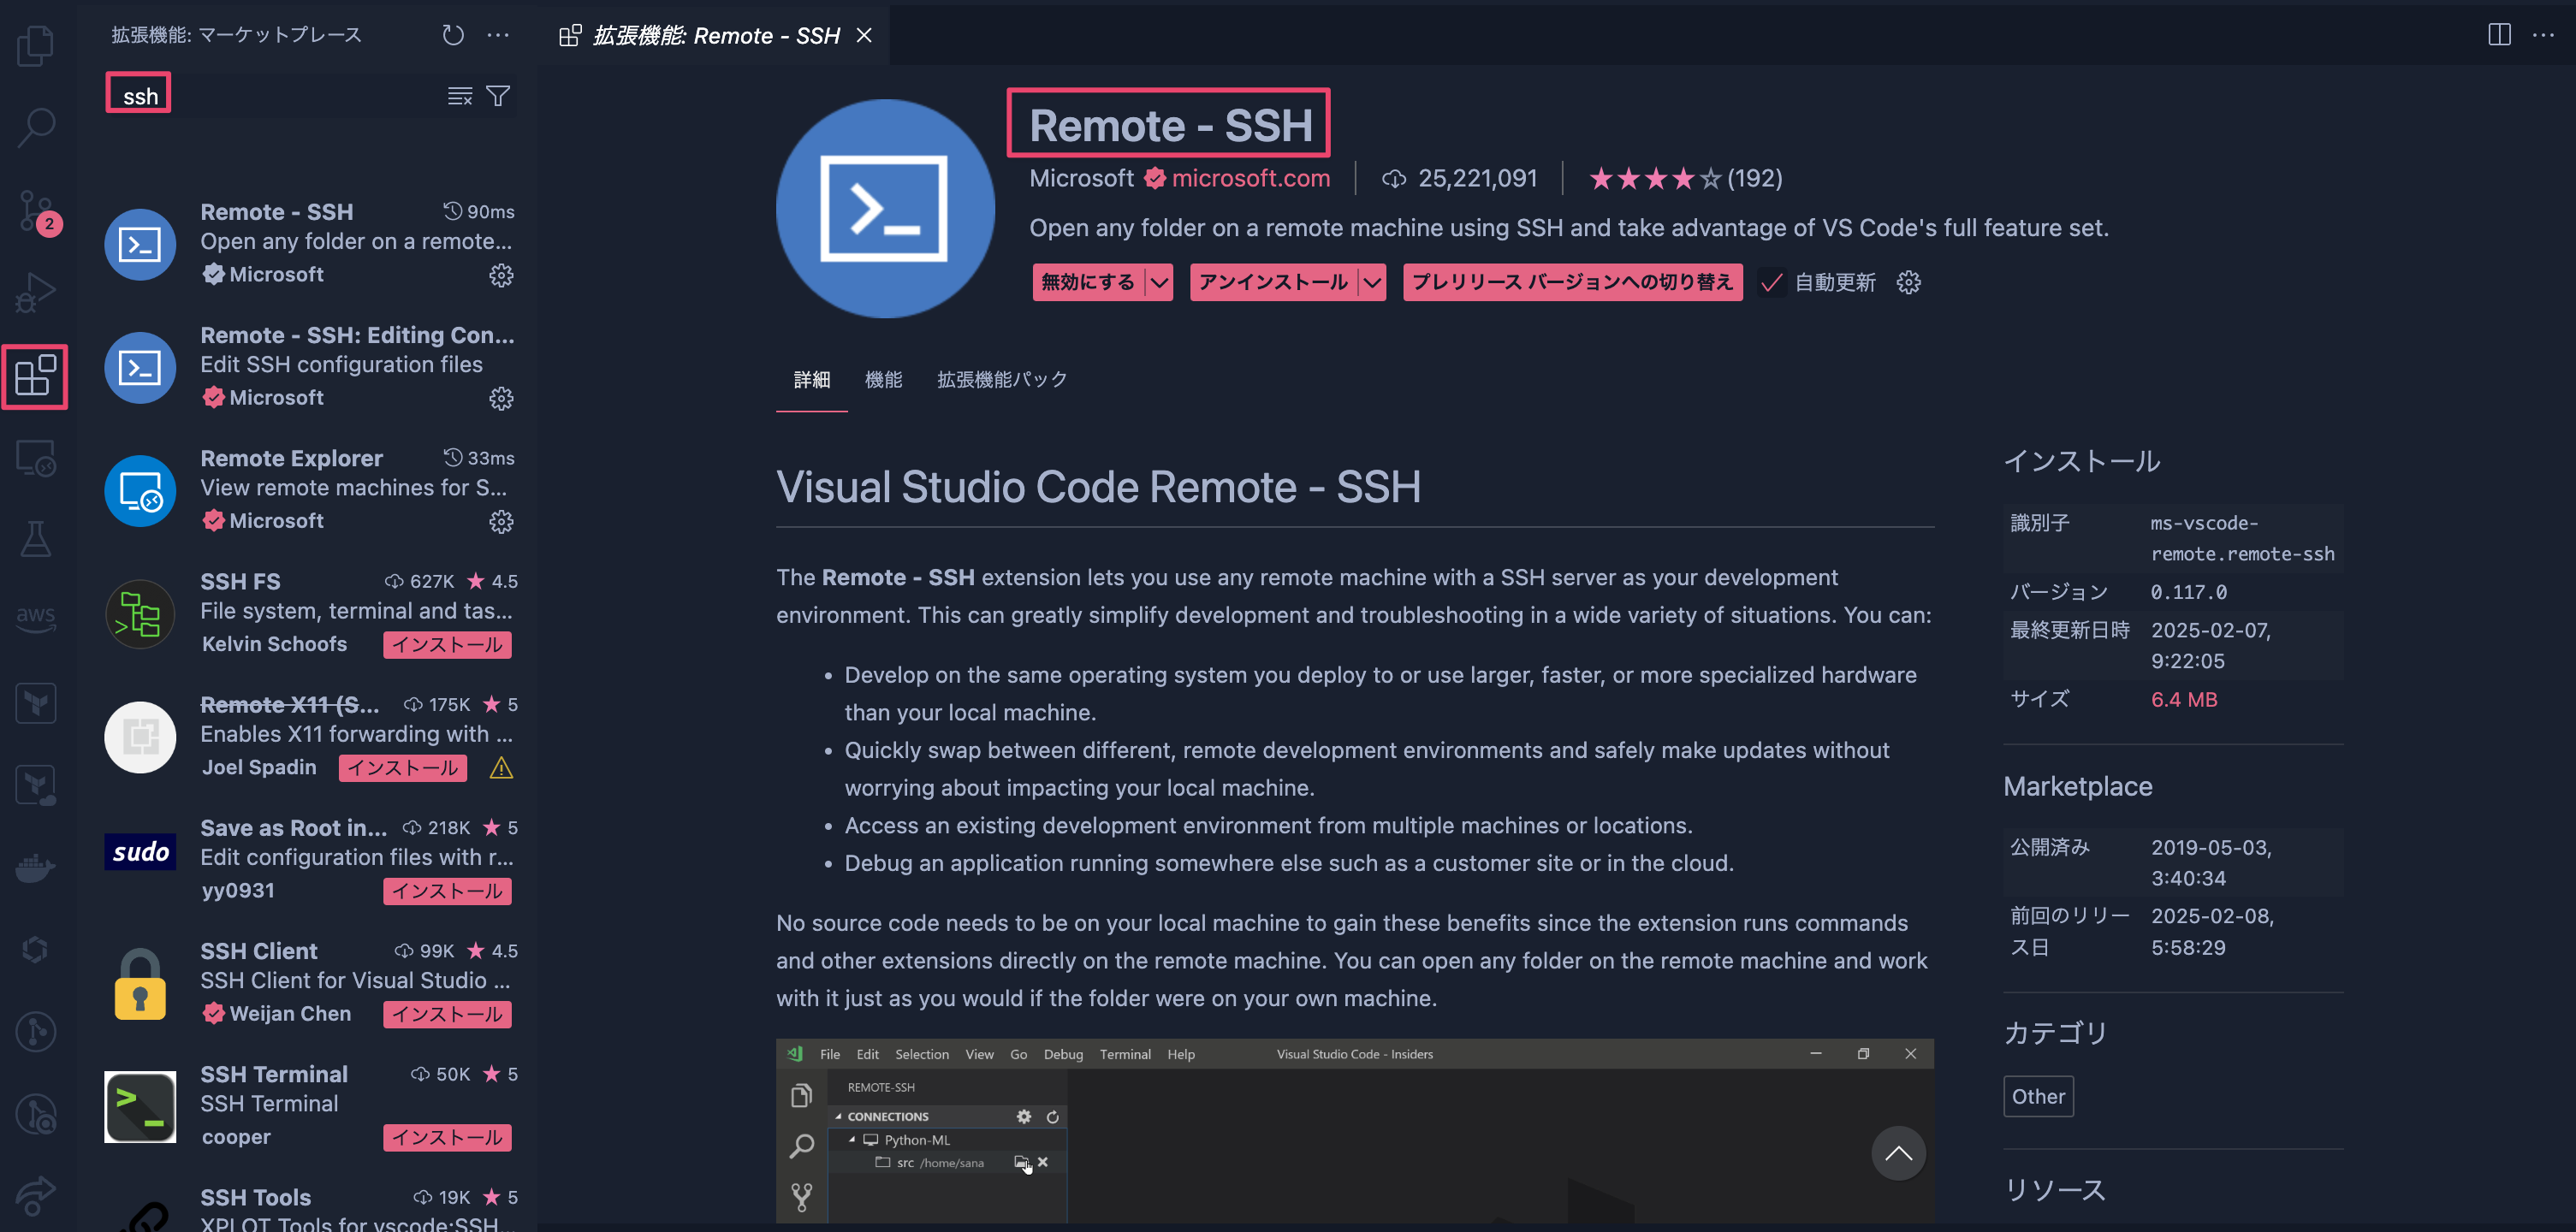 拡張機能: マーケットプレース
ssh
2
aws
Remote - SSH
90ms
Open any folder on a remote...
Microsoft
Remote - SSH: Editing Con...
Edit SSH configuration files
Microsoft
Remote Explorer
33ms
View remote machines for S...
Microsoft
SSH FS
627K ★ 4.5
File system, terminal and tas...
Kelvin Schoofs
インストール
Remote X11 (S...
175K ★ 5
Enables X11 forwarding with ...
Joel Spadin
インストール
sudo
Save as Root in...
218K ★ 5
Edit configuration files with r...
yy0931
インストール
SSH Client
99K ★ 4.5
SSH Client for Visual Studio ...
Weijan Chen
インストール
SSH Terminal
50K ★ 5
SSH Terminal
cooper
インストール
SSH Tools
19K ★ 5
XPLOT Tools for vscode:SSH...
拡張機能: Remote - SSH
Remote - SSH
Microsoft microsoft.com
25,221,091
★★★★☆(192)
Open any folder on a remote machine using SSH and take advantage of VS Code's full feature set.
無効にする
アンインストール
プレリリース バージョンへの切り替え
自動更新
詳細
機能
拡張機能パック
Visual Studio Code Remote - SSH
The Remote - SSH extension lets you use any remote machine with a SSH server as your development
environment. This can greatly simplify development and troubleshooting in a wide variety of situations. You can:
• Develop on the same operating system you deploy to or use larger, faster, or more specialized hardware
than your local machine.
• Quickly swap between different, remote development environments and safely make updates without
worrying about impacting your local machine.
• Access an existing development environment from multiple machines or locations.
• Debug an application running somewhere else such as a customer site or in the cloud.
No source code needs to be on your local machine to gain these benefits since the extension runs commands
and other extensions directly on the remote machine. You can open any folder on the remote machine and work
with it just as you would if the folder were on your own machine.
File Edit Selection View Go Debug Terminal Help
Visual Studio Code - Insiders
REMOTE-SSH
CONNECTIONS
Python-ML
src /home/sana
インストール
識別子
ms-vscode-
remote.remote-ssh
バージョン
0.117.0
最終更新日時
2025-02-07,
9:22:05
サイズ
6.4 MB
Marketplace
公開済み
2019-05-03,
3:40:34
前回のリリー
ス日
2025-02-08,
5:58:29
カテゴリ
Other
リソース